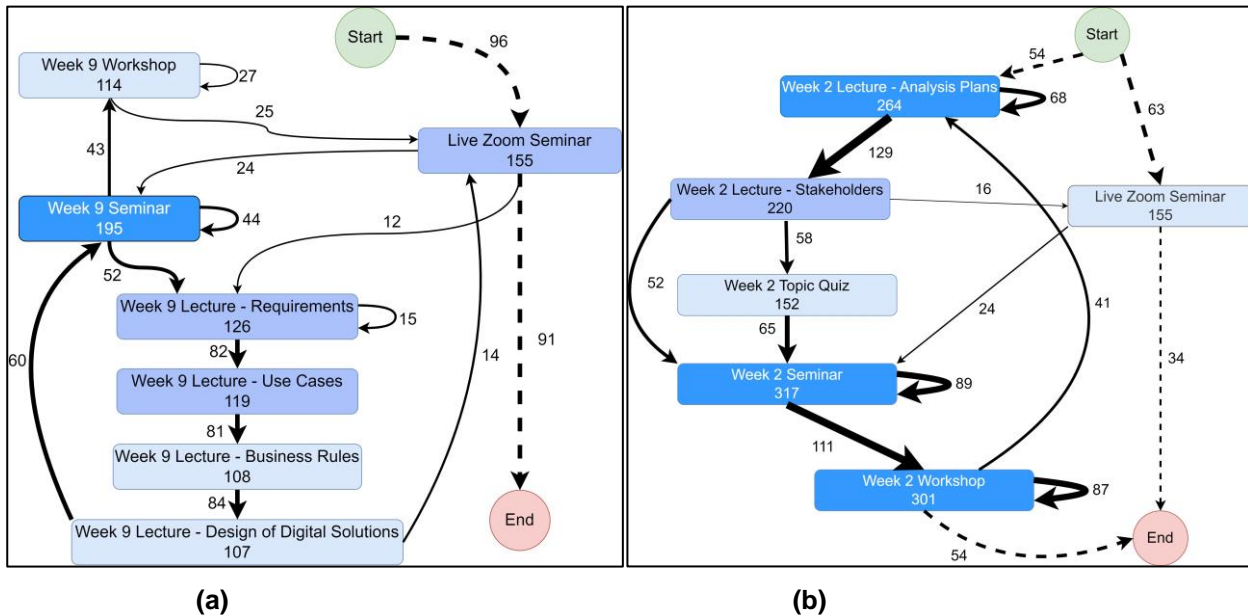 Start
96
Week 9 Workshop
114
27
25
Live Zoom Seminar
155
43
24
Week 9 Seminar
195
44
12
52
Week 9 Lecture - Requirements
126
15
82
60
14
91
Week 9 Lecture - Use Cases
119
81
Week 9 Lecture - Business Rules
108
84
Week 9 Lecture - Design of Digital Solutions
107
End
(a)
Start
54
Week 2 Lecture - Analysis Plans
264
68
63
129
Week 2 Lecture - Stakeholders
220
16
Live Zoom Seminar
155
58
52
Week 2 Topic Quiz
152
24
41
65
34
Week 2 Seminar
317
89
111
Week 2 Workshop
301
87
54
End
(b)